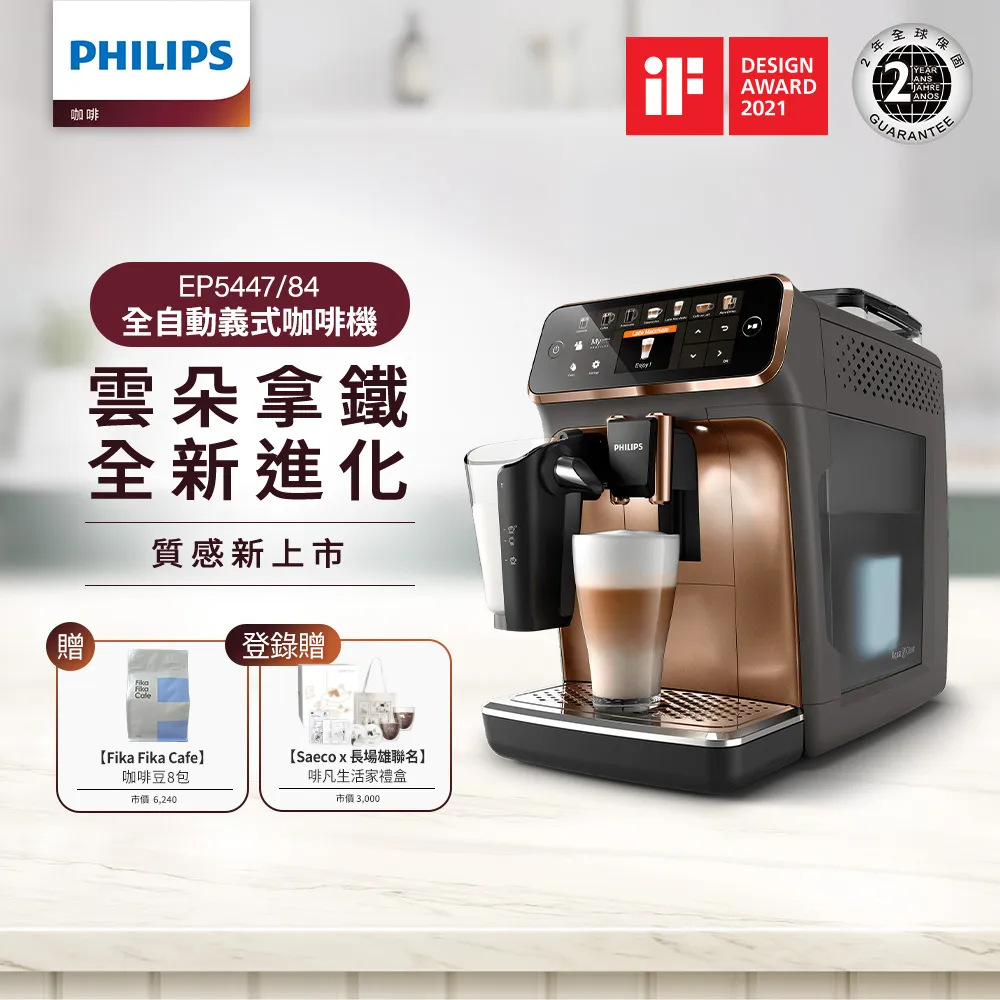 PHILIPS
咖啡
iF
DESIGN
AWARD
2021
2年全球保固
2
YEAR
ANS
JAHRE
ANOS
GUARANTEE
EP5447/84
全自動義式咖啡機
雲朵拿鐵
全新進化
質感新上市
My
Enjoy!
PHILIPS
贈
Fika
Fika
Cafe
【Fika Fika Cafe】
咖啡豆8包
市價 6,240
登錄贈
【Saeco x 長場雄聯名】
啡凡生活家禮盒
市價 3,000